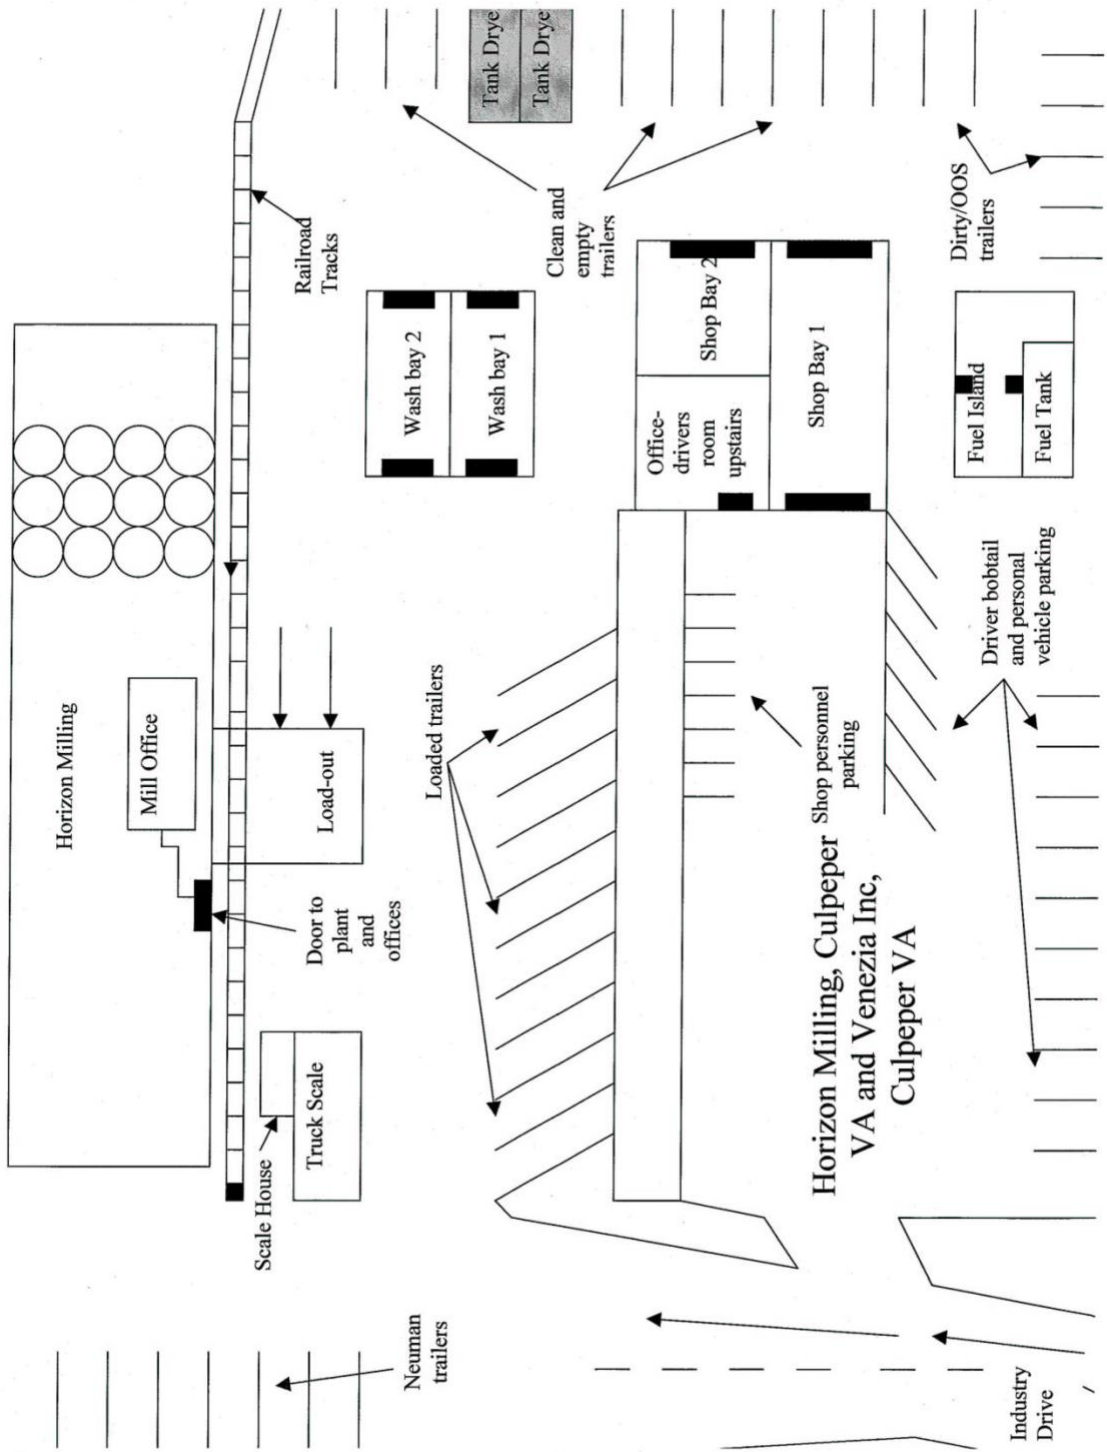 Horizon Milling
Mill Office
Railroad
Tracks
Door to
plant
and
offices
Load-out
Scale House
Truck Scale
Neuman
trailers
Wash bay 2
Wash bay 1
Clean and
empty
trailers
Tank Drye
Tank Drye
Loaded trailers
Office-
drivers
room
upstairs
Shop Bay 2
Shop Bay 1
Shop personnel
parking
Horizon Milling, Culpeper
VA and Venezia Inc,
Culpeper VA
Dirty/OOS
trailers
Fuel Island
Fuel Tank
Driver bobtail
and personal
vehicle parking
Industry
Drive